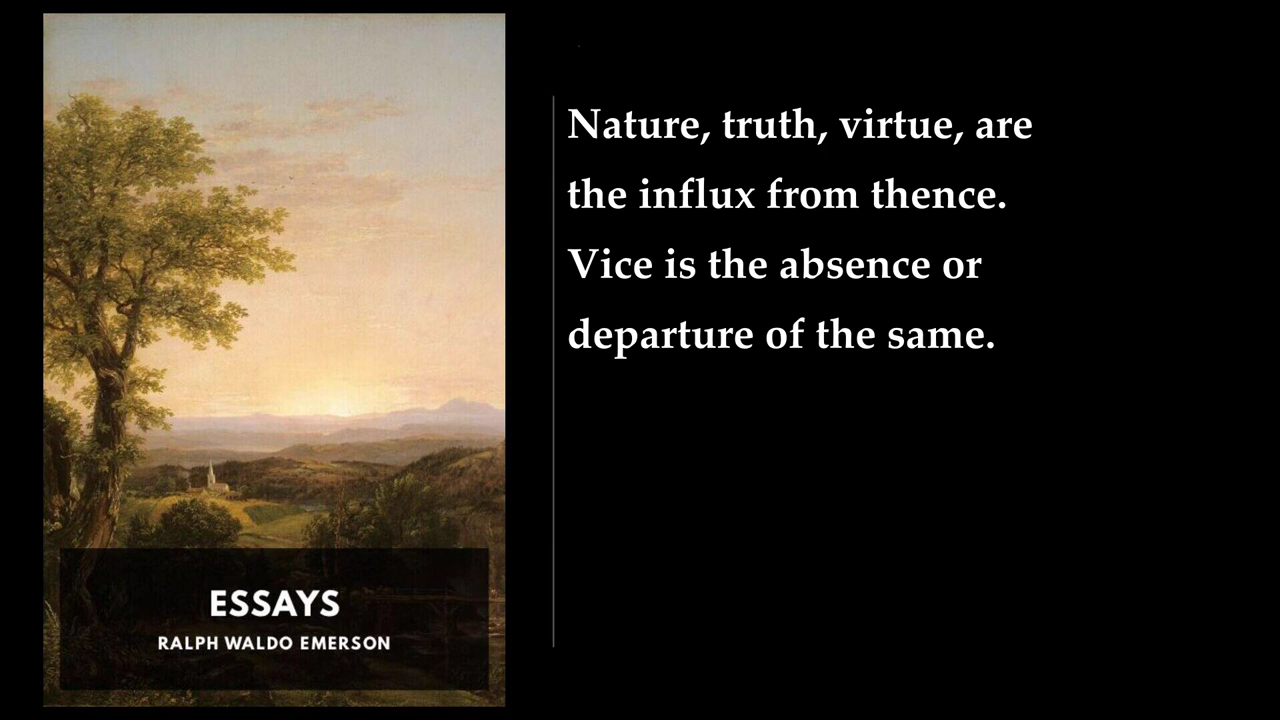 Nature, truth, virtue, are
the influx from thence.
Vice is the absence or
departure of the same.
ESSAYS
RALPH WALDO EMERSON